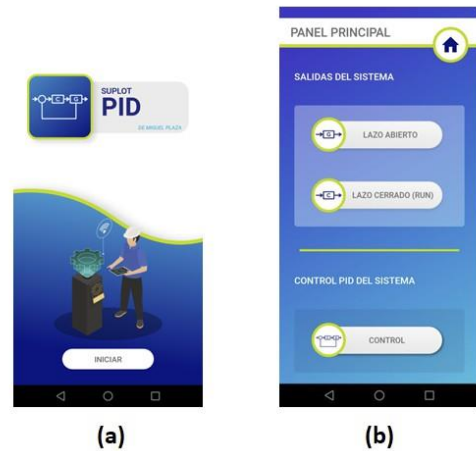 SUPLOT
PID
DE MIGUEL PLAZA
INICIAR
(a)
PANEL PRINCIPAL
SALIDAS DEL SISTEMA
G
LAZO ABIERTO
C
LAZO CERRADO (RUN)
CONTROL PID DEL SISTEMA
CONTROL
(b)